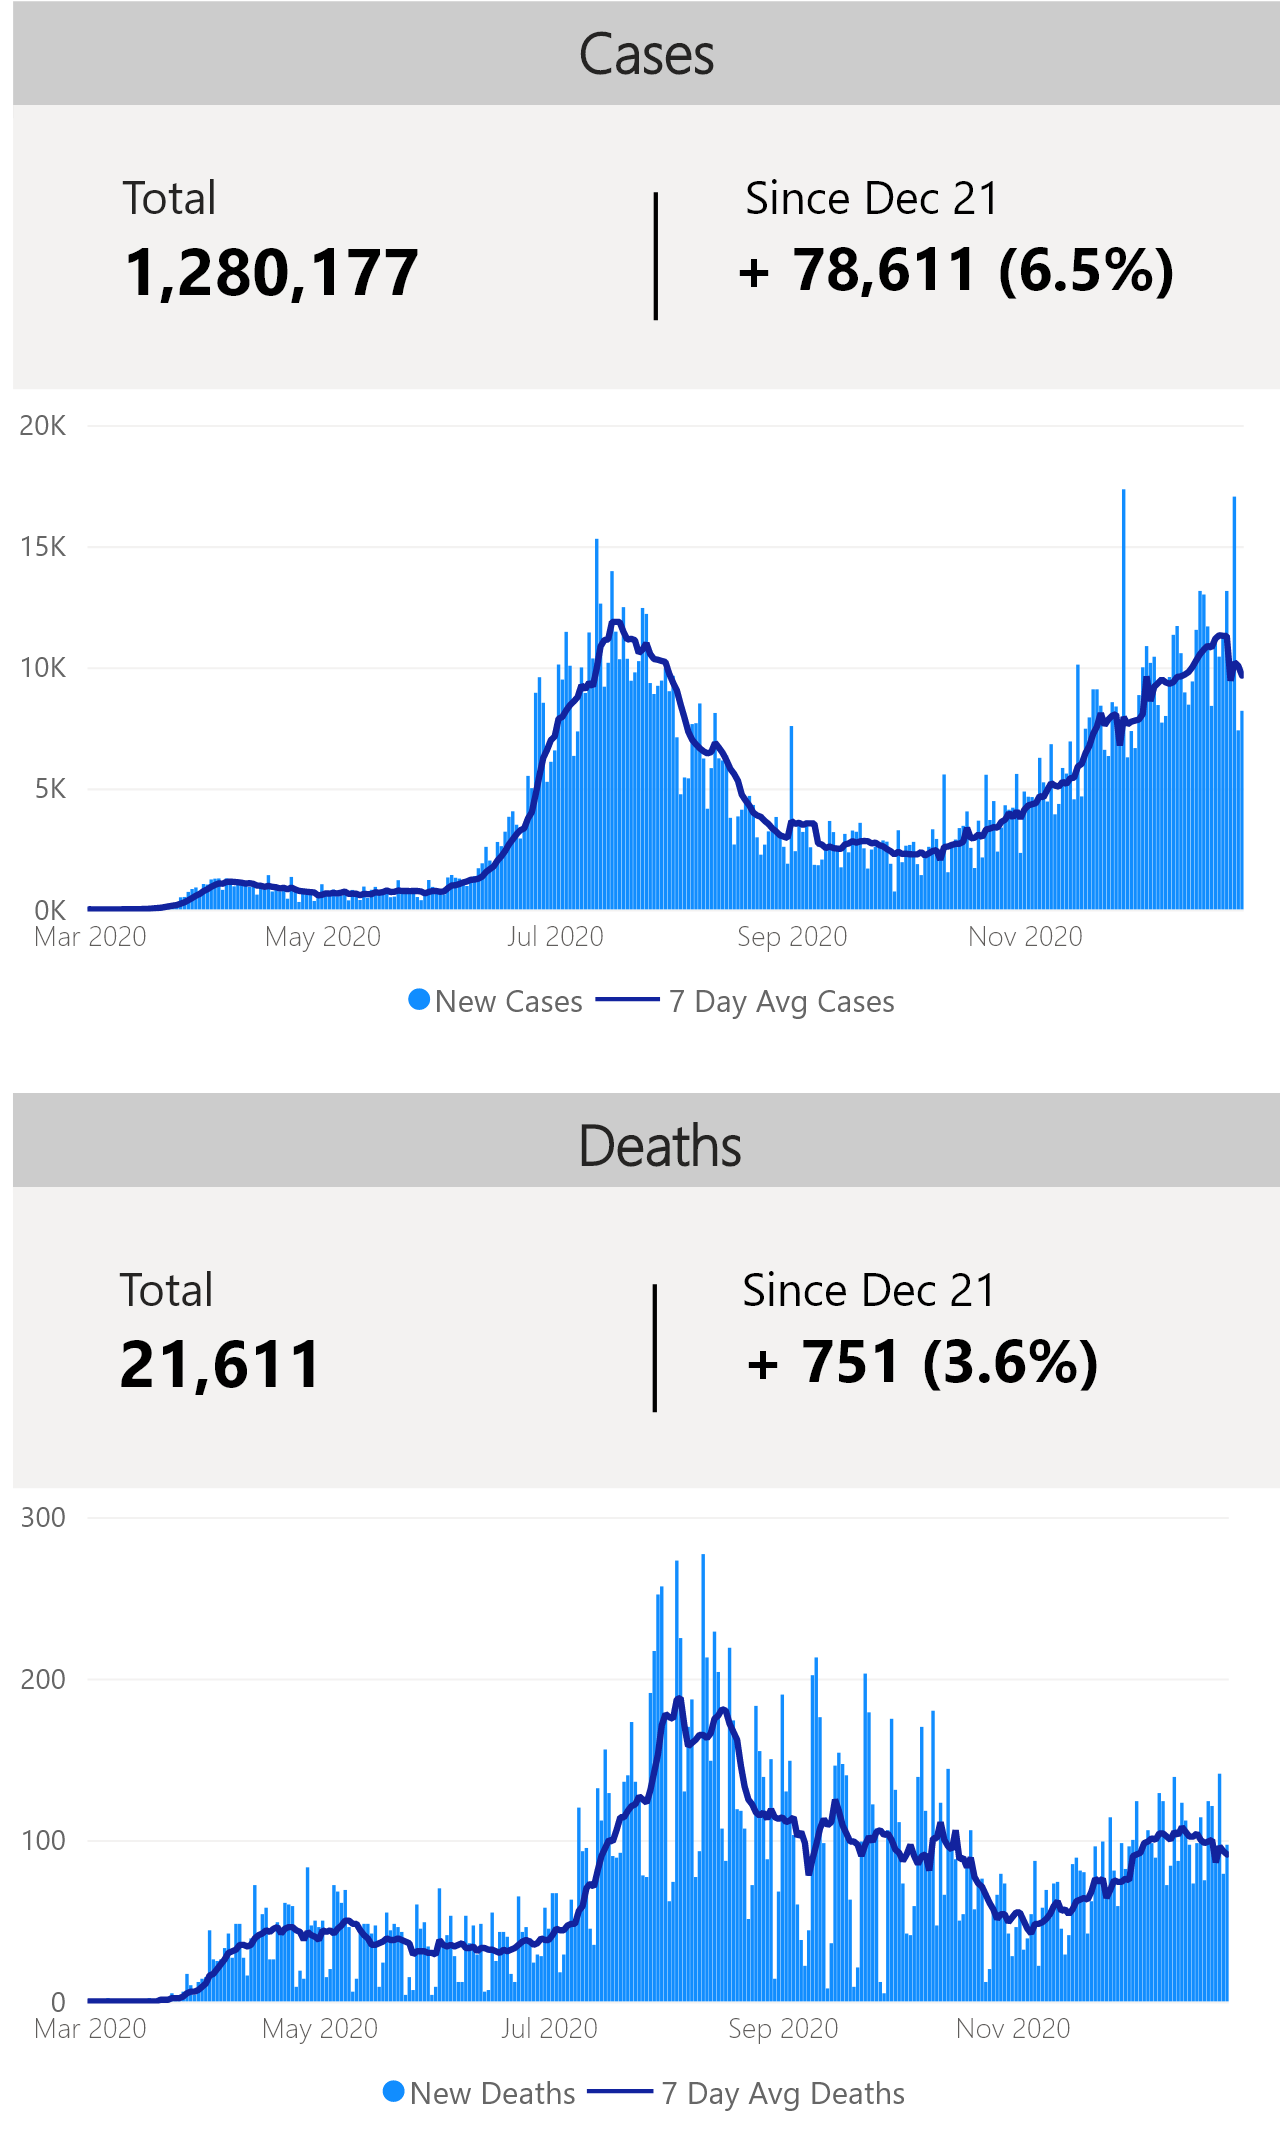 Cases
Total
1,280,177
Since Dec 21
+ 78,611 (6.5%)
20K
15K
10K
5K
0K
Mar 2020 May 2020 Jul 2020 Sep 2020 Nov 2020
New Cases 7 Day Avg Cases
Deaths
Total
21,611
Since Dec 21
+ 751 (3.6%)
300
200
100
0
Mar 2020 May 2020 Jul 2020 Sep 2020 Nov 2020
New Deaths 7 Day Avg Deaths